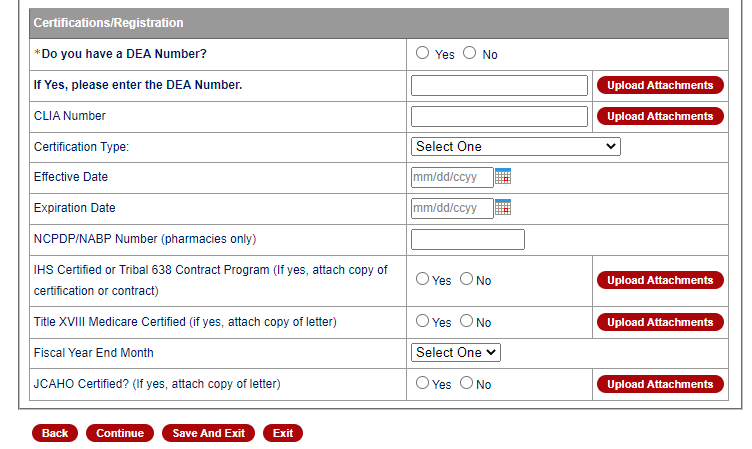 Certifications/Registration
*Do you have a DEA Number?
Yes No
If Yes, please enter the DEA Number.
Upload Attachments
CLIA Number
Upload Attachments
Certification Type:
Select One
Effective Date
mm/dd/ccyy
Expiration Date
mm/dd/ccyy
NCPDP/NABP Number (pharmacies only)
IHS Certified or Tribal 638 Contract Program (If yes, attach copy of
certification or contract)
Yes No
Upload Attachments
Title XVIII Medicare Certified (if yes, attach copy of letter)
Yes No
Upload Attachments
Fiscal Year End Month
Select One
JCAHO Certified? (If yes, attach copy of letter)
Yes No
Upload Attachments
Back Continue Save And Exit Exit